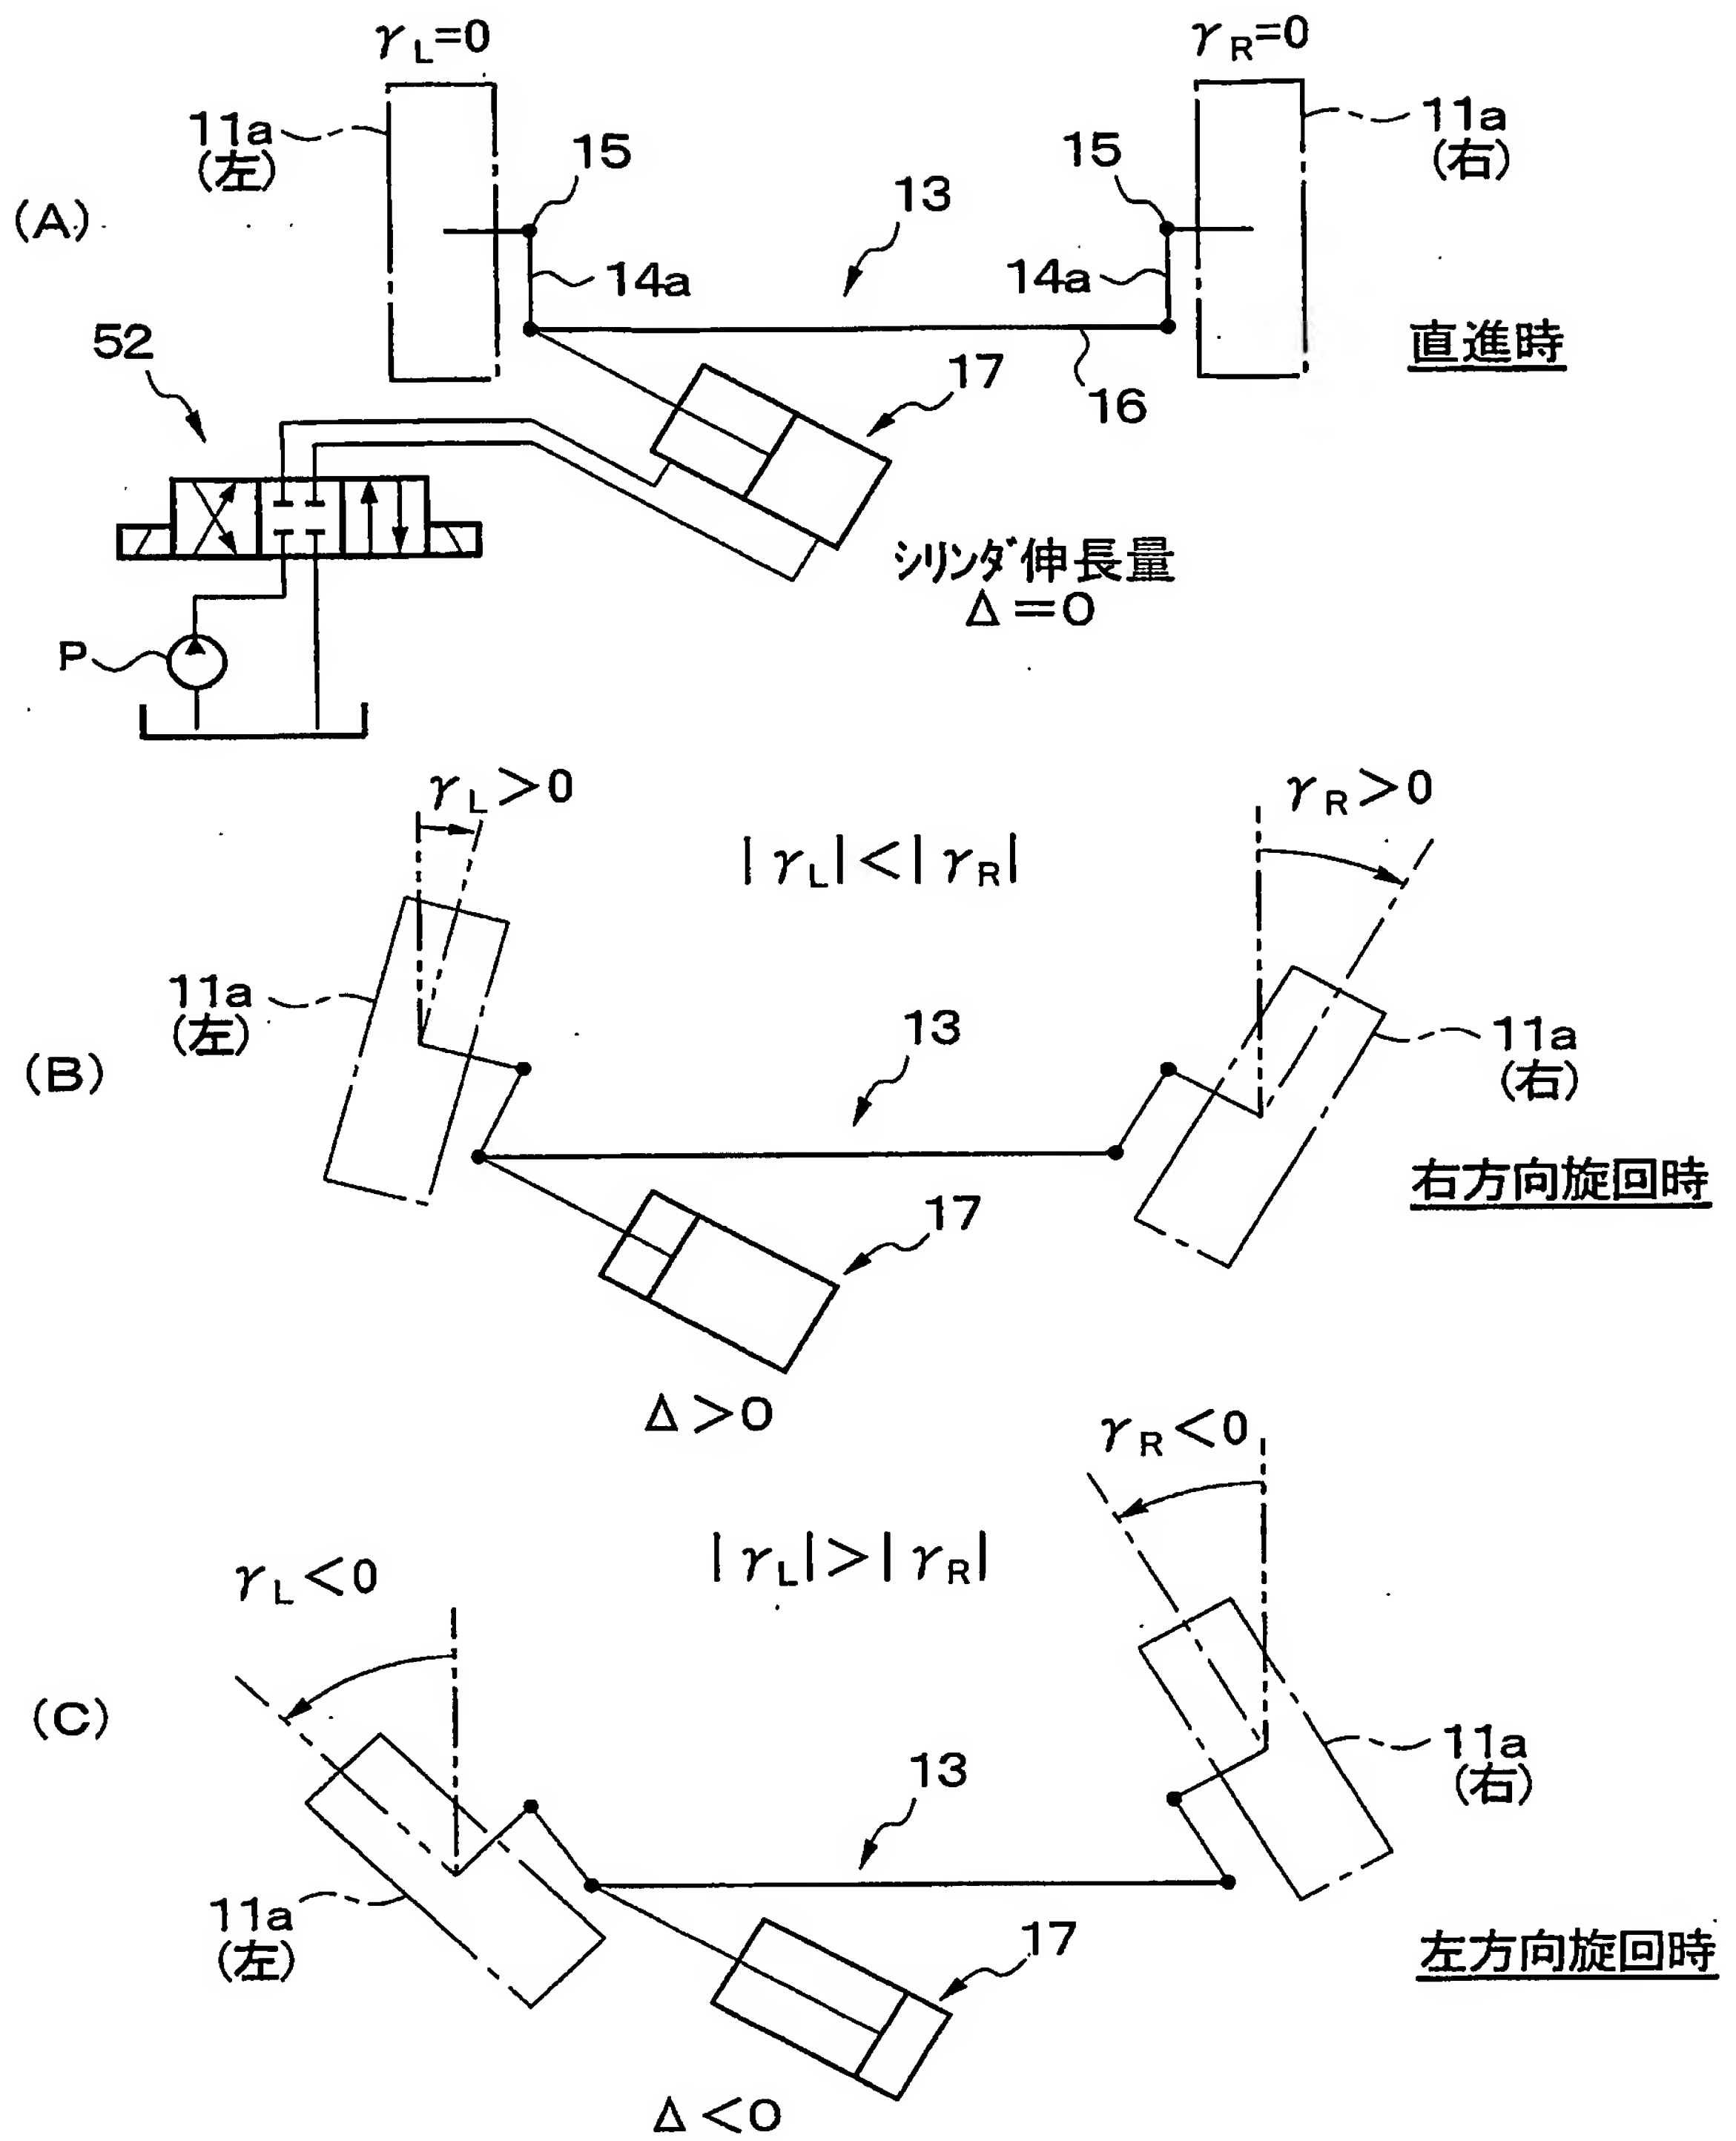 γL=0 γR=0
11a
(左)
15
13
15
11a
(右)
(A)
14a
14a
52
17
16
直進時
シリンダ伸長量
Δ=0
P
γL>0
|γL|<|γR|
γR>0
11a
(左)
13
11a
(右)
(B)
17
右方向旋回時
Δ>0
γR<0
γL<0
|γL|>|γR|
(C)
13
11a
(右)
11a
(左)
17
左方向旋回時
Δ<0